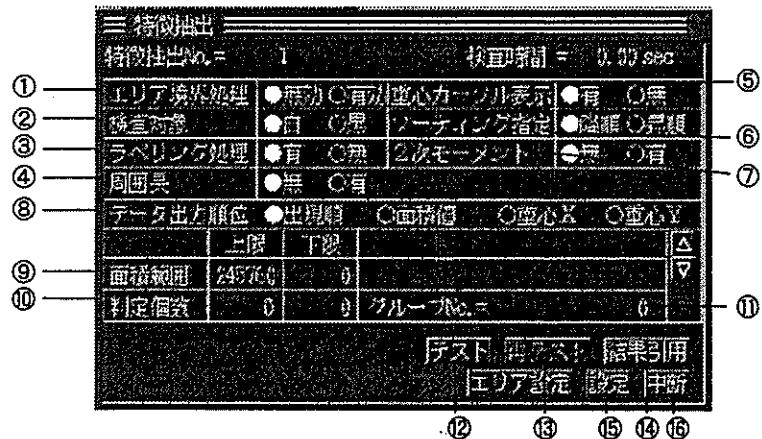 特徴抽出
特徴抽出No.= 1 検査時間 = 0.00 sec
① エリア境界処理 ●無効 ○有効 重心カーソル表示 ●有 ○無 ⑤
② 検査対象 ●白 ○黒 ソーティング指定 ●降順 ○昇順 ⑥
③ ラベリング処理 ●有 ○無 2次モーメント ●無 ○有 ⑦
④ 周囲長 ●無 ○有
⑧ データ出力順位 ●出現順 ○面積値 ○重心X ○重心Y
上限 下限 △
⑨ 面積範囲 245760 0 ▽
⑩ 判定個数 0 0 グループNo.= 0 ⑪
テスト 再テスト 結果引用
エリア設定 設定 中断
⑫ ⑬ ⑮ ⑭ ⑯